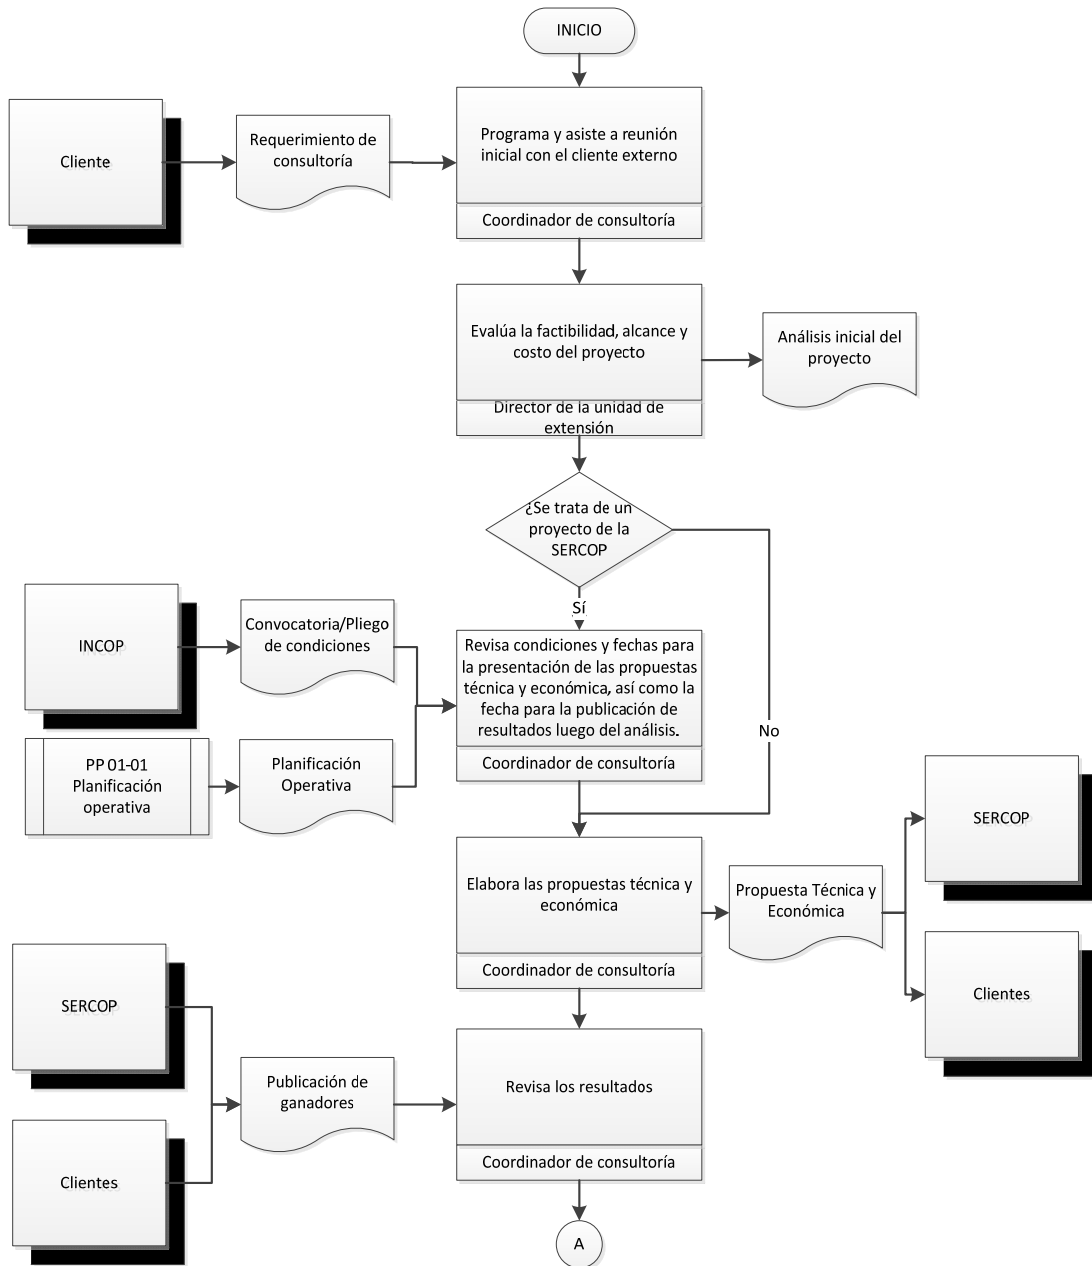 INICIO
Cliente
Requerimiento de
consultoría
Programa y asiste a reunión
inicial con el cliente externo
Coordinador de consultoría
Evalúa la factibilidad, alcance y
costo del proyecto
Director de la unidad de
extensión
Análisis inicial del
proyecto
¿Se trata de un
proyecto de la
SERCOP
Sí
No
INCOP
Convocatoria/Pliego
de condiciones
PP 01-01
Planificación
operativa
Planificación
Operativa
Revisa condiciones y fechas para
la presentación de las propuestas
técnica y económica, así como la
fecha para la publicación de
resultados luego del análisis.
Coordinador de consultoría
Elabora las propuestas técnica y
económica
Coordinador de consultoría
Propuesta Técnica y
Económica
SERCOP
Clientes
SERCOP
Clientes
Publicación de
ganadores
Revisa los resultados
Coordinador de consultoría
A